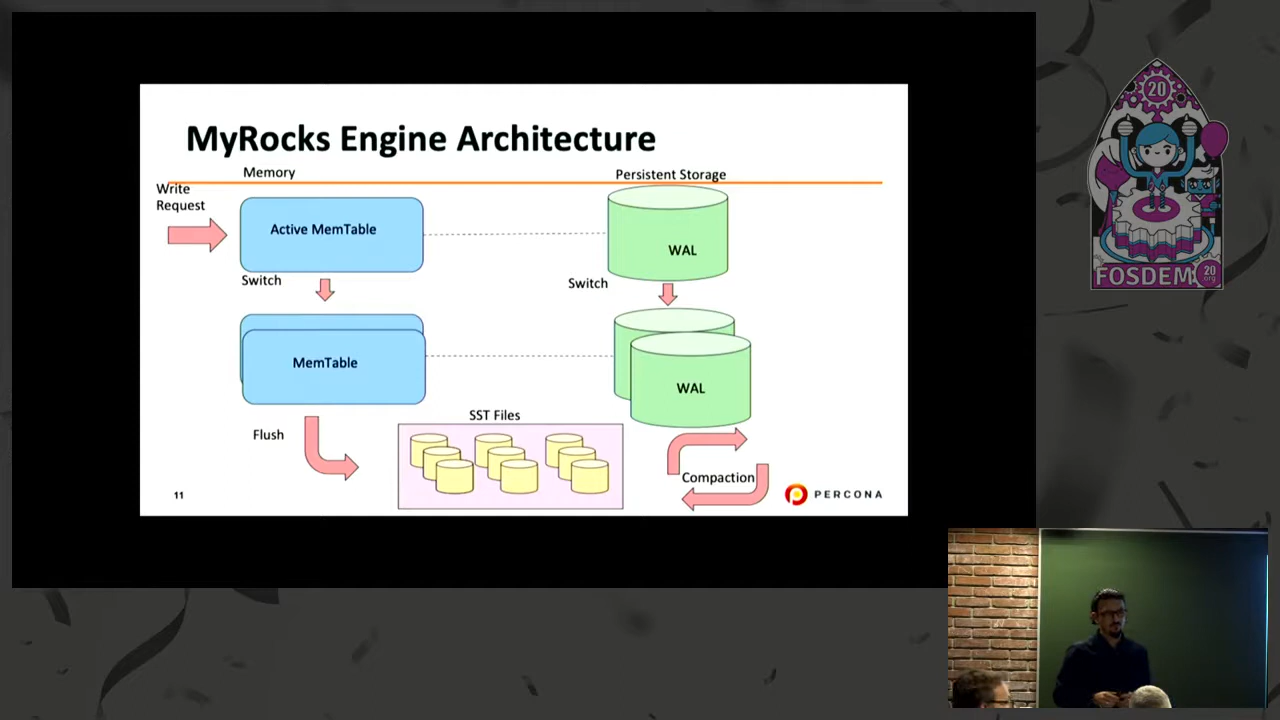 MyRocks Engine Architecture
Memory
Persistent Storage
Write
Request
Active MemTable
WAL
Switch
Switch
MemTable
WAL
SST Files
Flush
Compaction
11
PERCONA
20
FOSDEM
20
.org